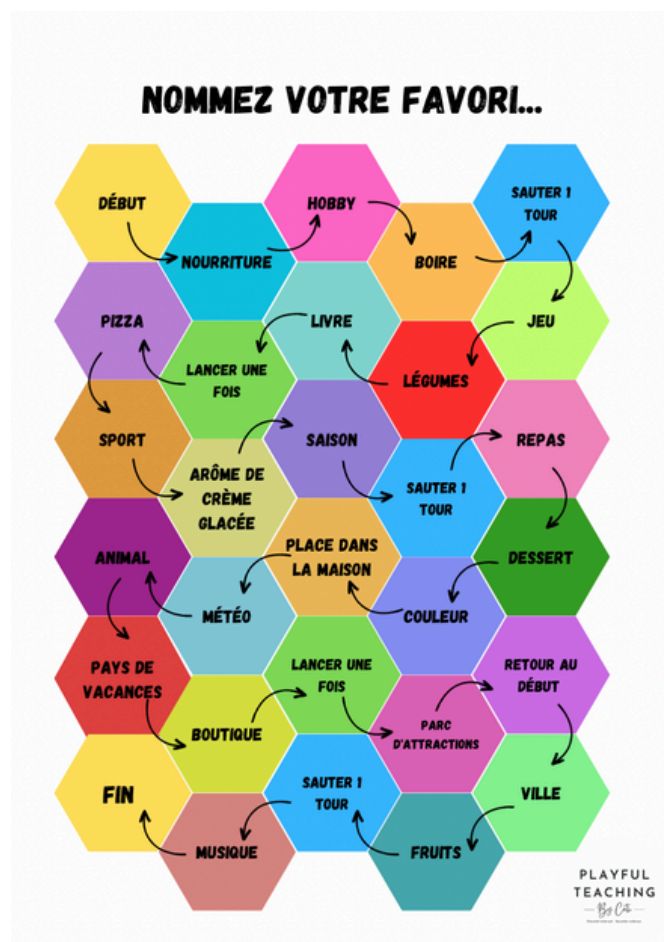 NOMMEZ VOTRE FAVORI...
DÉBUT
NOURRITURE
HOBBY
BOIRE
SAUTER 1
TOUR
JEU
LÉGUMES
LIVRE
LANCER UNE
FOIS
PIZZA
SPORT
ARÔME DE
CRÈME
GLACÉE
SAISON
SAUTER 1
TOUR
REPAS
DESSERT
COULEUR
PLACE DANS
LA MAISON
MÉTÉO
ANIMAL
PAYS DE
VACANCES
BOUTIQUE
LANCER UNE
FOIS
PARC
D'ATTRACTIONS
RETOUR AU
DÉBUT
VILLE
FRUITS
SAUTER 1
TOUR
MUSIQUE
FIN
PLAYFUL
TEACHING
By Cato